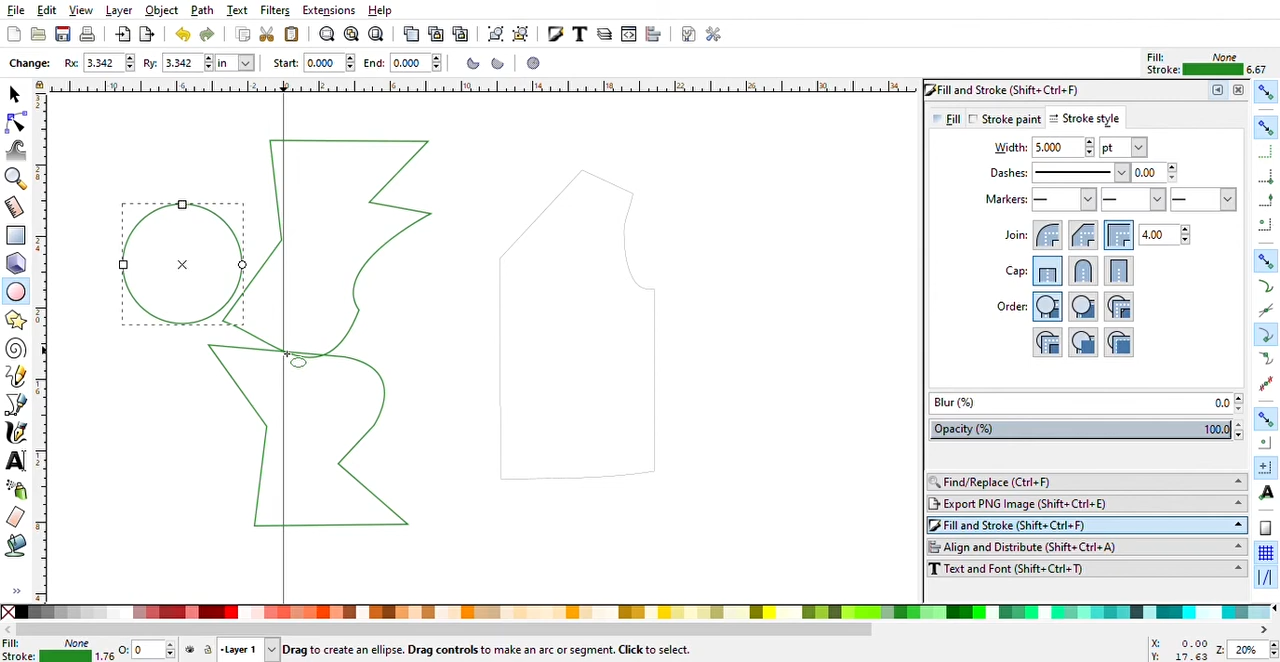 File Edit View Layer Object Path Text Filters Extensions Help
Change: Rx: 3.342 Ry: 3.342 in Start: 0.000 End: 0.000
Fill: None
Stroke: 6.67
Fill and Stroke (Shift+Ctrl+F)
Fill Stroke paint Stroke style
Width: 5.000 pt
Dashes: 0.00
Markers:
Join: 4.00
Cap:
Order:
Blur (%) 0.0
Opacity (%) 100.0
Find/Replace (Ctrl+F)
Export PNG Image (Shift+Ctrl+E)
Fill and Stroke (Shift+Ctrl+F)
Align and Distribute (Shift+Ctrl+A)
Text and Font (Shift+Ctrl+T)
Fill: None
Stroke: 1.76
O: 0
Layer 1
Drag to create an ellipse. Drag controls to make an arc or segment. Click to select.
X: 0.00
Y: 17.63
Z: 20%